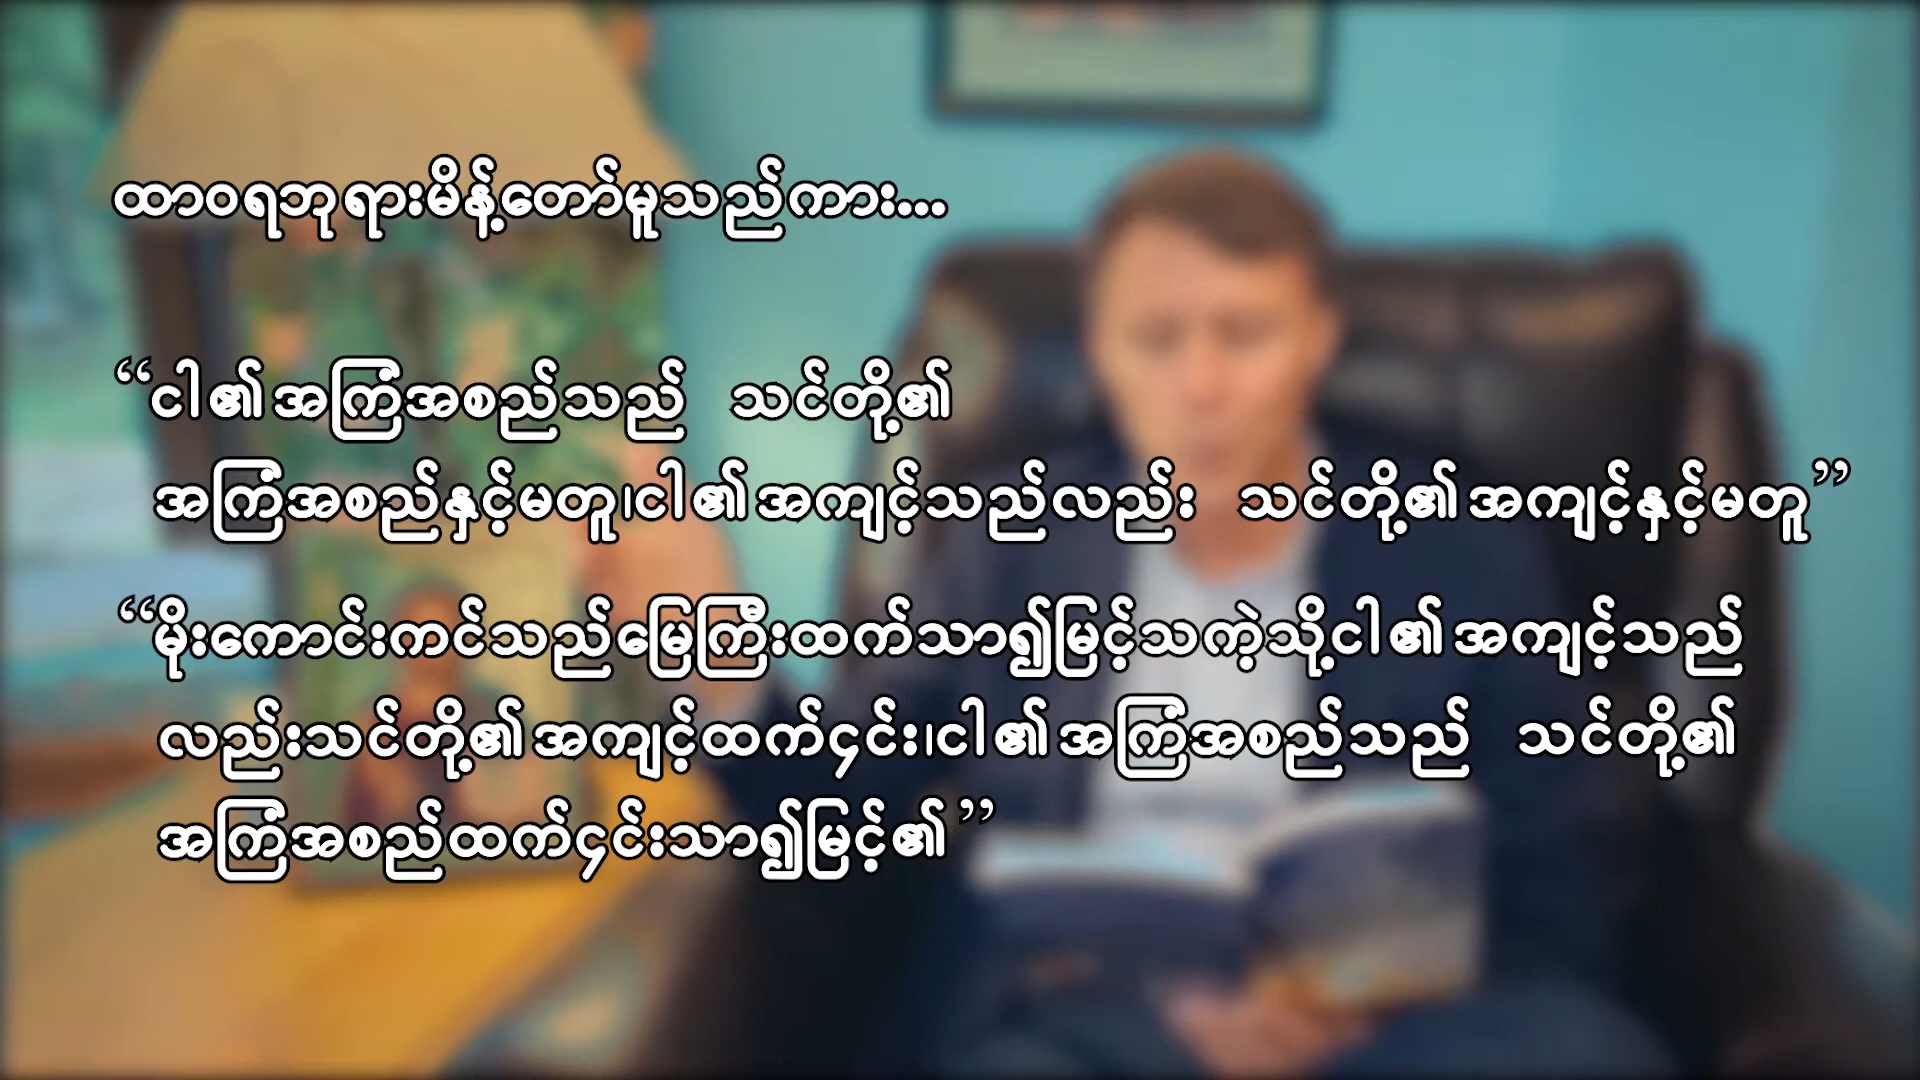 ထာဝရဘုရားမိန့်တော်မူသည်ကား...
“ငါ၏အကြံအစည်သည် သင်တို့၏
အကြံအစည်နှင့်မတူ၊ငါ၏အကျင့်သည်လည်း သင်တို့၏အကျင့်နှင့်မတူ”
“မိုးကောင်းကင်သည်မြေကြီးထက်သာ၍မြင့်သကဲ့သို့ငါ၏အကျင့်သည်
လည်းသင်တို့၏အကျင့်ထက်၄င်း၊ငါ၏အကြံအစည်သည် သင်တို့၏
အကြံအစည်ထက်၄င်းသာ၍မြင့်၏”